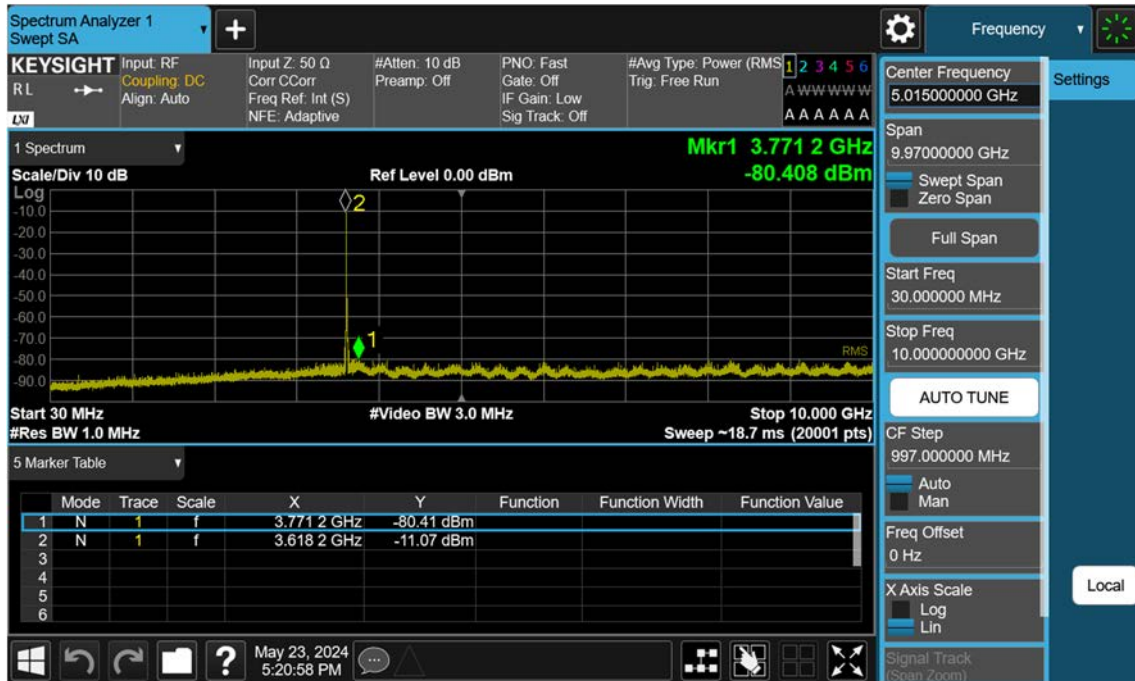 Spectrum Analyzer 1
Swept SA
+
Frequency
KEYSIGHT
R L
LXI
Input: RF
Coupling: DC
Align: Auto
Input Z: 50 Ω
Corr CCorr
Freq Ref: Int (S)
NFE: Adaptive
#Atten: 10 dB
Preamp: Off
PNO: Fast
Gate: Off
IF Gain: Low
Sig Track: Off
#Avg Type: Power (RMS
Trig: Free Run
1 2 3 4 5 6
A W W W W W
A A A A A A
1 Spectrum
Scale/Div 10 dB
Log
Ref Level 0.00 dBm
Mkr1 3.771 2 GHz
-80.408 dBm
-10.0
-20.0
-30.0
-40.0
-50.0
-60.0
-70.0
-80.0
-90.0
2
1
RMS
Start 30 MHz
#Res BW 1.0 MHz
#Video BW 3.0 MHz
Stop 10.000 GHz
Sweep ~18.7 ms (20001 pts)
5 Marker Table
Mode Trace Scale X Y Function Function Width Function Value
1 N 1 f 3.771 2 GHz -80.41 dBm
2 N 1 f 3.618 2 GHz -11.07 dBm
3
4
5
6
?
May 23, 2024
5:20:58 PM
Center Frequency
5.015000000 GHz
Span
9.97000000 GHz
Swept Span
Zero Span
Full Span
Start Freq
30.000000 MHz
Stop Freq
10.000000000 GHz
AUTO TUNE
CF Step
997.000000 MHz
Auto
Man
Freq Offset
0 Hz
X Axis Scale
Log
Lin
Signal Track
(Span Zoom)
Settings
Local